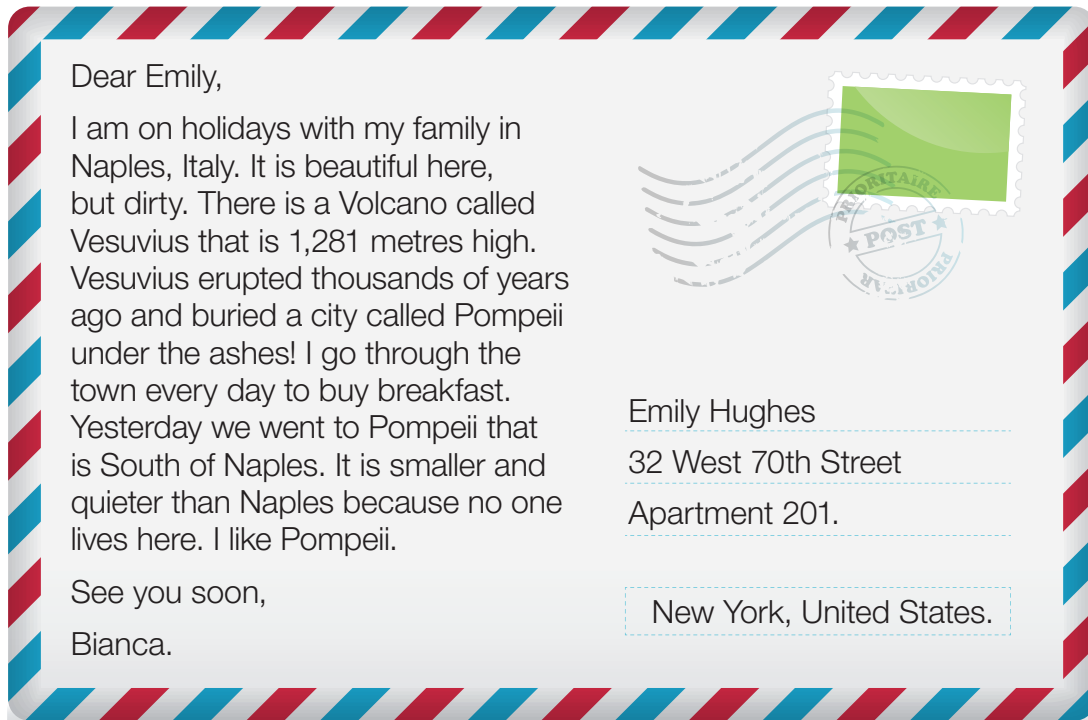 Dear Emily,
I am on holidays with my family in
Naples, Italy. It is beautiful here,
but dirty. There is a Volcano called
Vesuvius that is 1,281 metres high.
Vesuvius erupted thousands of years
ago and buried a city called Pompeii
under the ashes! I go through the
town every day to buy breakfast.
Yesterday we went to Pompeii that
is South of Naples. It is smaller and
quieter than Naples because no one
lives here. I like Pompeii.
See you soon,
Bianca.
PRIORITAIRE
POST
Emily Hughes
32 West 70th Street
Apartment 201.
New York, United States.